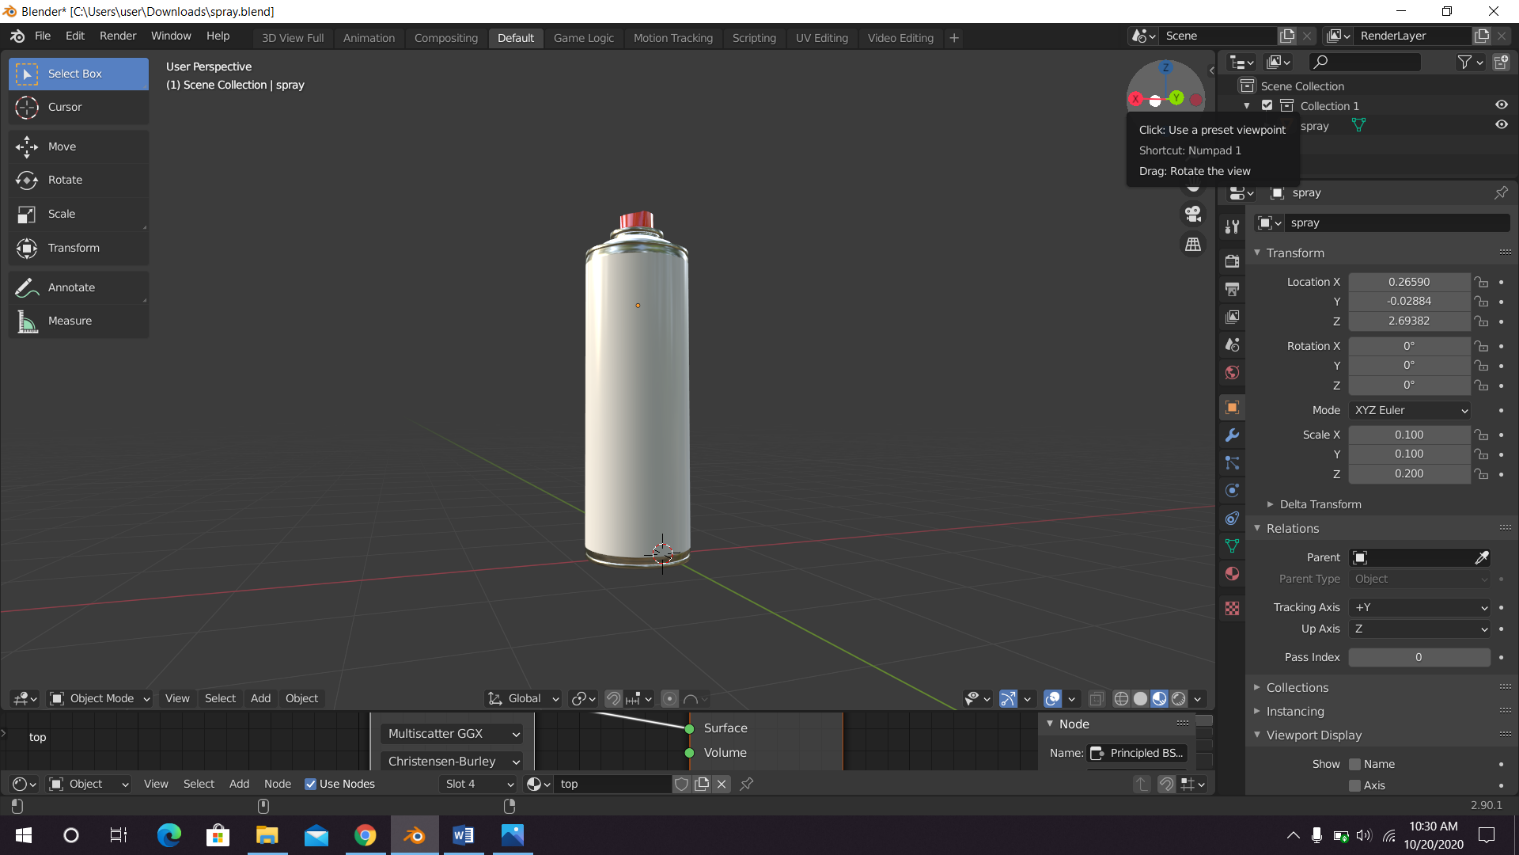 Blender* [C:\Users\user\Downloads\spray.blend]
File Edit Render Window Help 3D View Full Animation Compositing Default Game Logic Motion Tracking Scripting UV Editing Video Editing + Scene RenderLayer
Select Box
Cursor
Move
Rotate
Scale
Transform
Annotate
Measure
User Perspective
(1) Scene Collection | spray
Z
X
Y
Click: Use a preset viewpoint
Shortcut: Numpad 1
Drag: Rotate the view
Scene Collection
Collection 1
spray
spray
spray
Transform
Location X 0.26590
Y -0.02884
Z 2.69382
Rotation X 0°
Y 0°
Z 0°
Mode XYZ Euler
Scale X 0.100
Y 0.100
Z 0.200
Delta Transform
Relations
Parent
Parent Type Object
Tracking Axis +Y
Up Axis Z
Pass Index 0
Collections
Instancing
Viewport Display
Show Name
Axis
Object Mode View Select Add Object Global
top
Multiscatter GGX
Christensen-Burley
Surface
Volume
Node
Name: Principled BS...
Object View Select Add Node Use Nodes Slot 4 top
2.90.1
10:30 AM
10/20/2020